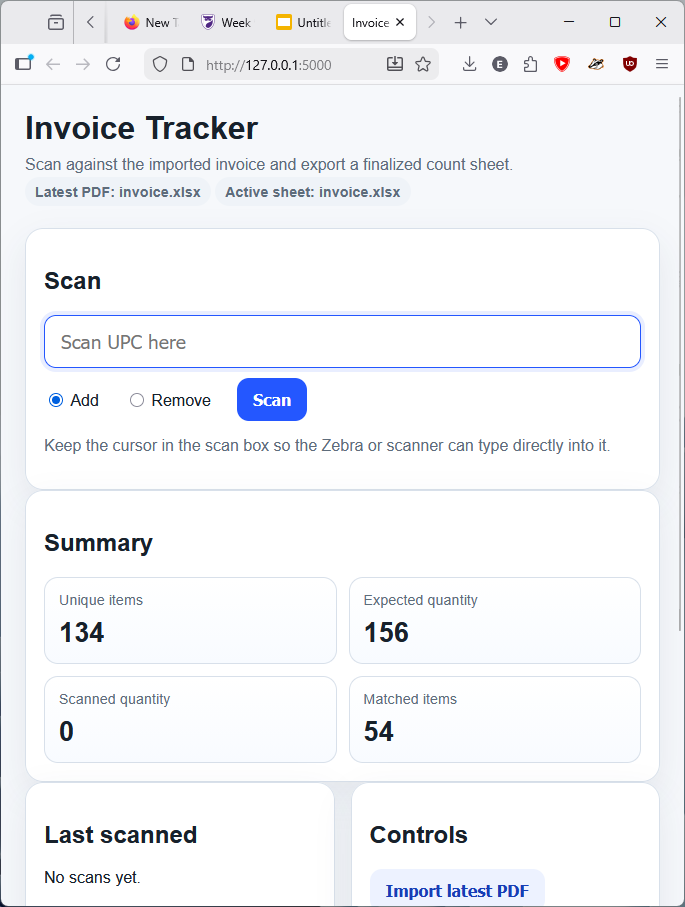 New T
Week
Untitle
Invoice
http://127.0.0.1:5000
E
Invoice Tracker
Scan against the imported invoice and export a finalized count sheet.
Latest PDF: invoice.xlsx Active sheet: invoice.xlsx
Scan
Scan UPC here
Add Remove Scan
Keep the cursor in the scan box so the Zebra or scanner can type directly into it.
Summary
Unique items
134
Expected quantity
156
Scanned quantity
0
Matched items
54
Last scanned
No scans yet.
Controls
Import latest PDF